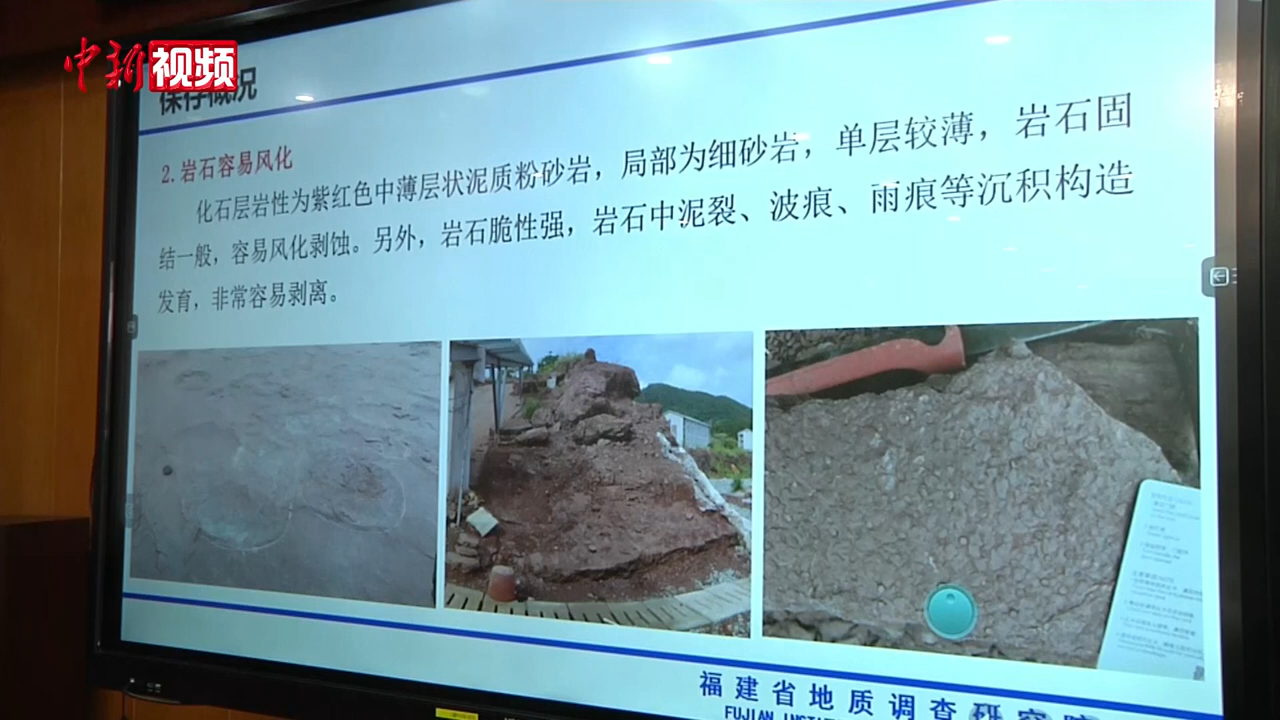 中新视频
保存概况
2.岩石容易风化
化石层岩性为紫红色中薄层状泥质粉砂岩，局部为细砂岩，单层较薄，岩石固
结一般，容易风化剥蚀。另外，岩石脆性强，岩石中泥裂、波痕、雨痕等沉积构造
发育，非常容易剥离。
福建省地质调查研究院